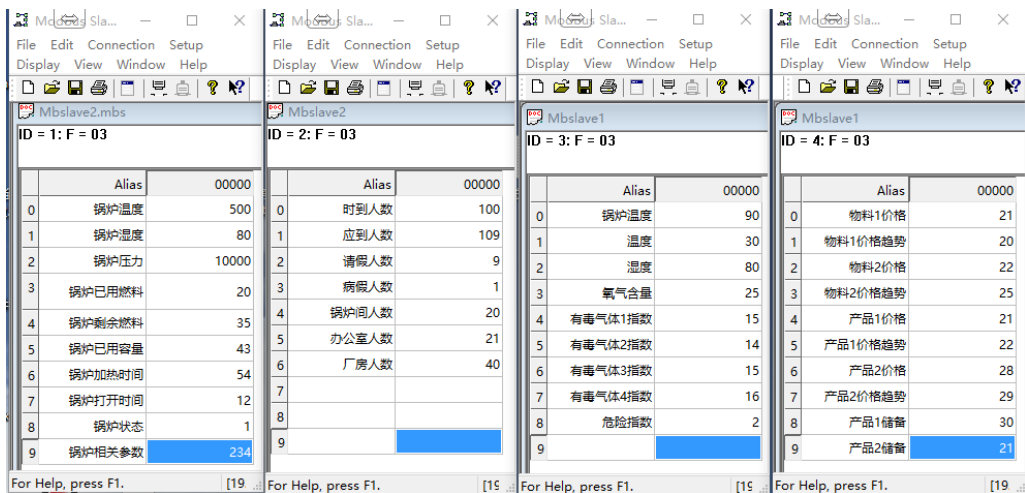 Modbus Sla...
File Edit Connection Setup
Display View Window Help
Mbslave2.mbs
ID = 1: F = 03
Alias 00000
0 锅炉温度 500
1 锅炉湿度 80
2 锅炉压力 10000
3 锅炉已用燃料 20
4 锅炉剩余燃料 35
5 锅炉已用容量 43
6 锅炉加热时间 54
7 锅炉打开时间 12
8 锅炉状态 1
9 锅炉相关参数 234
For Help, press F1. [19
Modbus Sla...
File Edit Connection Setup
Display View Window Help
Mbslave2
ID = 2: F = 03
Alias 00000
0 时到人数 100
1 应到人数 109
2 请假人数 9
3 病假人数 1
4 锅炉间人数 20
5 办公室人数 21
6 厂房人数 40
7
8
9
For Help, press F1. [19
Modbus Sla...
File Edit Connection Setup
Display View Window Help
Mbslave1
ID = 3: F = 03
Alias 00000
0 锅炉温度 90
1 温度 30
2 湿度 80
3 氧气含量 25
4 有毒气体1指数 15
5 有毒气体2指数 14
6 有毒气体3指数 15
7 有毒气体4指数 16
8 危险指数 2
9
For Help, press F1. [19
Modbus Sla...
File Edit Connection Setup
Display View Window Help
Mbslave1
ID = 4: F = 03
Alias 00000
0 物料1价格 21
1 物料1价格趋势 20
2 物料2价格 22
3 物料2价格趋势 25
4 产品1价格 21
5 产品1价格趋势 22
6 产品2价格 28
7 产品2价格趋势 29
8 产品1储备 30
9 产品2储备 21
For Help, press F1. [19